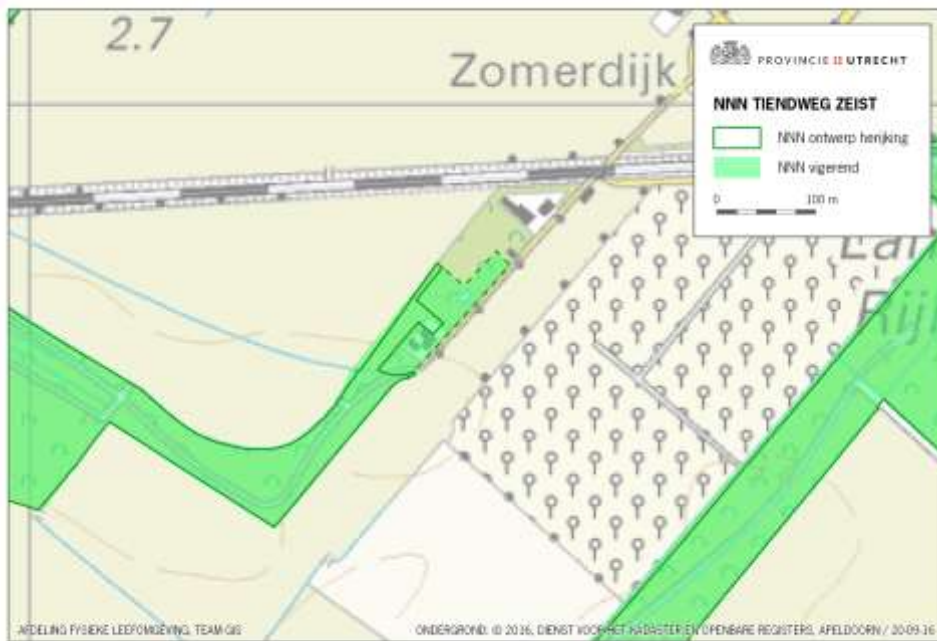 2.7
Zomerdijk
PROVINCIE UTRECHT
NNN TIENDWEG ZEIST
NNN ontwerp herijking
NNN vigerend
0 100 m
AFDELING FYSIEKE LEEFOMGEVING, TEAM GIS
ONDERGROND: © 2016, DIENST VOOR HET KADASTER EN OPENBARE REGISTERS, APELDOORN / 20-09-16